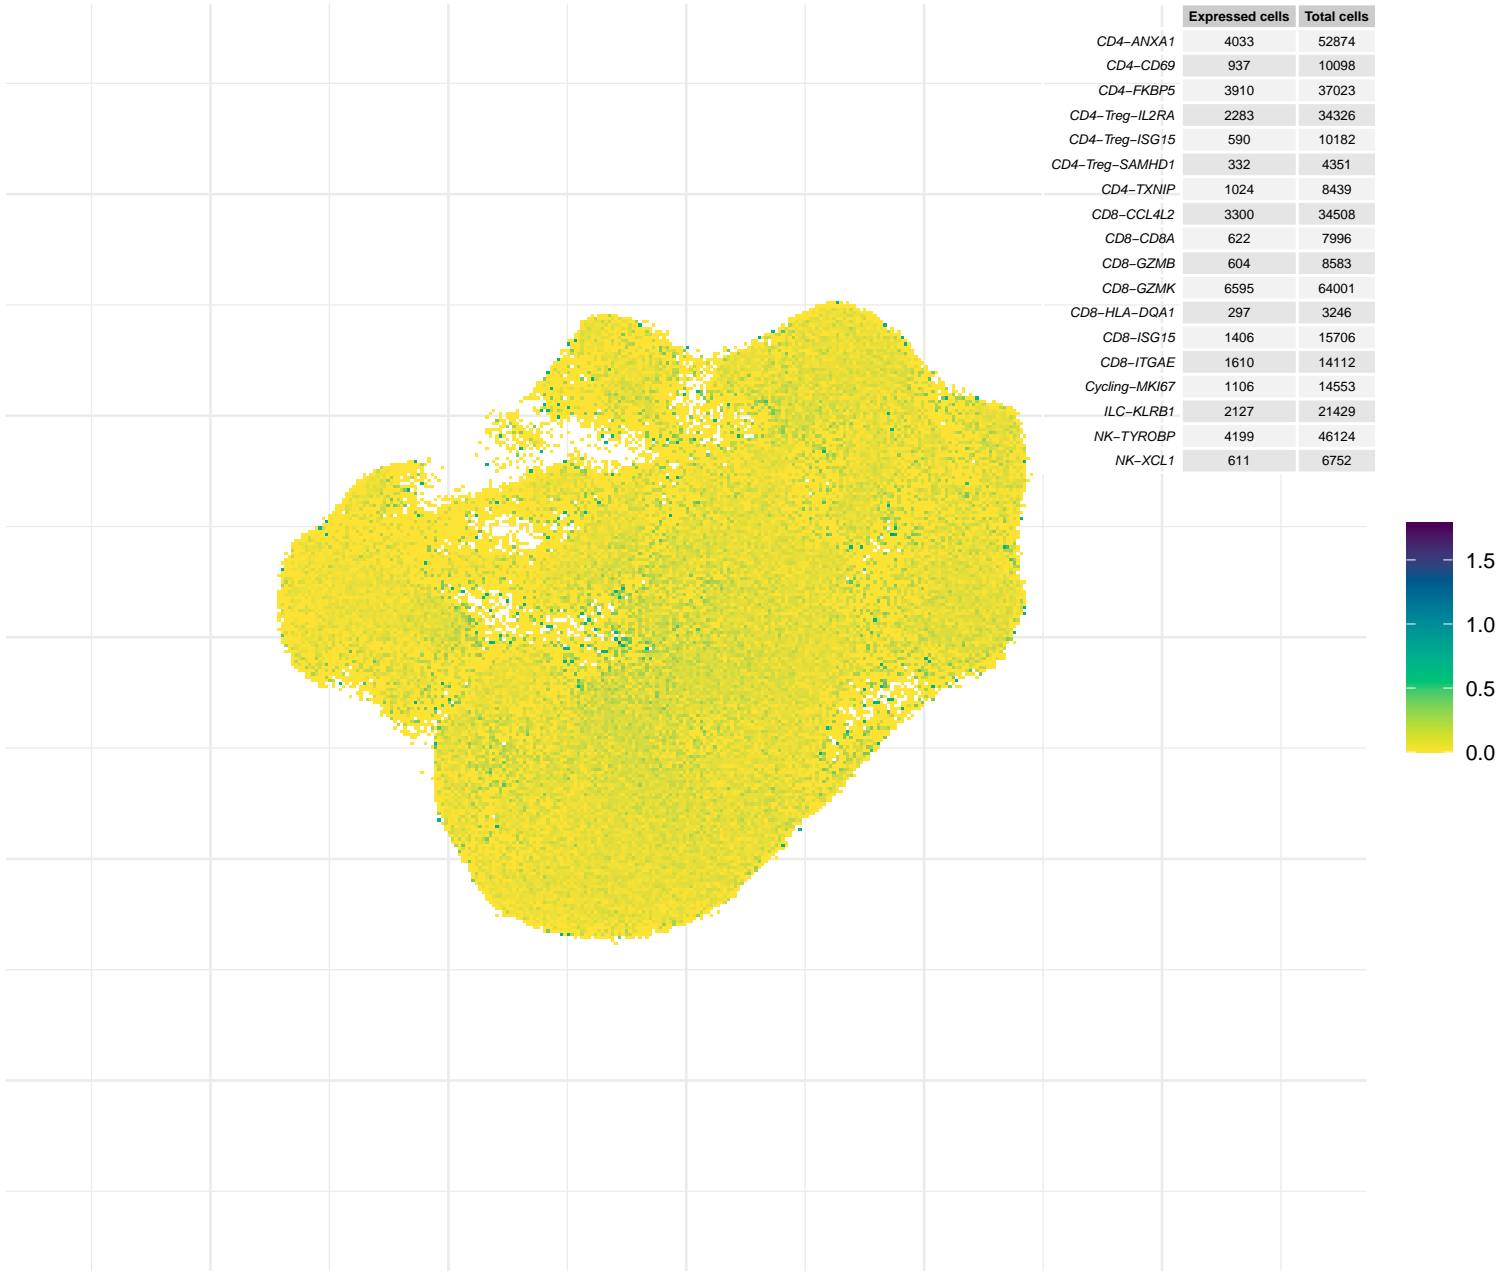 Expressed cells Total cells
CD4−ANXA1 4033 52874
CD4−CD69 937 10098
CD4−FKBP5 3910 37023
CD4−Treg−IL2RA 2283 34326
CD4−Treg−ISG15 590 10182
CD4−Treg−SAMHD1 332 4351
CD4−TXNIP 1024 8439
CD8−CCL4L2 3300 34508
CD8−CD8A 622 7996
CD8−GZMB 604 8583
CD8−GZMK 6595 64001
CD8−HLA−DQA1 297 3246
CD8−ISG15 1406 15706
CD8−ITGAE 1610 14112
Cycling−MKI67 1106 14553
ILC−KLRB1 2127 21429
NK−TYROBP 4199 46124
NK−XCL1 611 6752
1.5
1.0
0.5
0.0